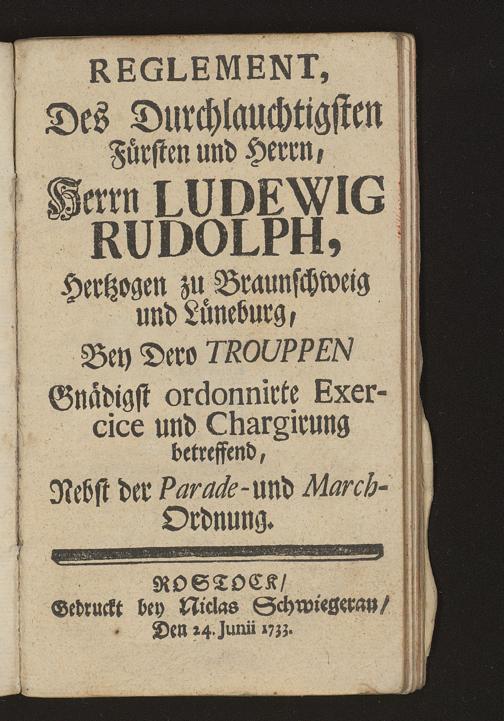 REGLEMENT,
Des Durchlauchtigsten
Fürsten und Herrn,
Herrn LUDEWIG
RUDOLPH,
Hertzogen zu Braunschweig
und Lüneburg,
Bey Dero TROUPPEN
Gnädigst ordonnirte Exer-
cice und Chargirung
betreffend,
Nebst der Parade- und March-
Ordnung.
ROSTOCK/
Gedruckt bey Niclas Schwiegerau/
Den 24. Junii 1733.